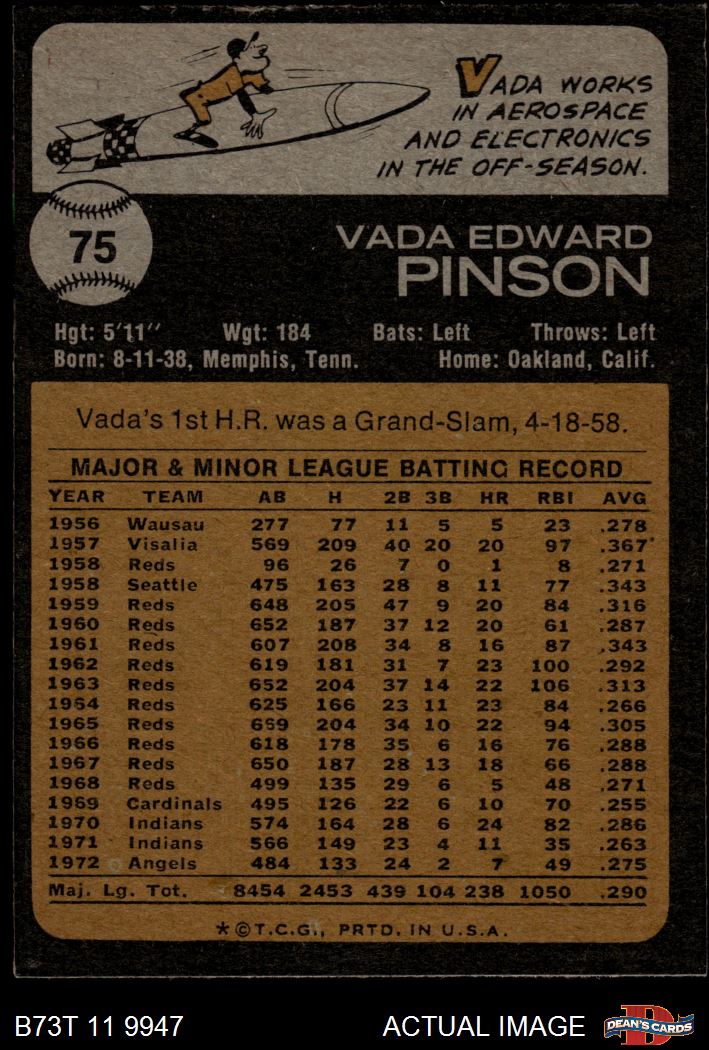 VADA WORKS
IN AEROSPACE
AND ELECTRONICS
IN THE OFF-SEASON.
75
VADA EDWARD
PINSON
Hgt: 5'11" Wgt: 184 Bats: Left Throws: Left
Born: 8-11-38, Memphis, Tenn. Home: Oakland, Calif.
Vada's 1st H.R. was a Grand-Slam, 4-18-58.
MAJOR & MINOR LEAGUE BATTING RECORD
YEAR TEAM AB H 2B 3B HR RBI AVG
1956 Wausau 277 77 11 5 5 23 .278
1957 Visalia 569 209 40 20 20 97 .367*
1958 Reds 96 26 7 0 1 8 .271
1958 Seattle 475 163 28 8 11 77 .343
1959 Reds 648 205 47 9 20 84 .316
1960 Reds 652 187 37 12 20 61 .287
1961 Reds 607 208 34 8 16 87 .343
1962 Reds 619 181 31 7 23 100 .292
1963 Reds 652 204 37 14 22 106 .313
1964 Reds 625 166 23 11 23 84 .266
1965 Reds 669 204 34 10 22 94 .305
1966 Reds 618 178 35 6 16 76 .288
1967 Reds 650 187 28 13 18 66 .288
1968 Reds 499 135 29 6 5 48 .271
1969 Cardinals 495 126 22 6 10 70 .255
1970 Indians 574 164 28 6 24 82 .286
1971 Indians 566 149 23 4 11 35 .263
1972 Angels 484 133 24 2 7 49 .275
Maj. Lg. Tot. 8454 2453 439 104 238 1050 .290
*©T.C.G., PRTD. IN U.S.A.
B73T 11 9947 ACTUAL IMAGE
D
DEAN'S CARDS